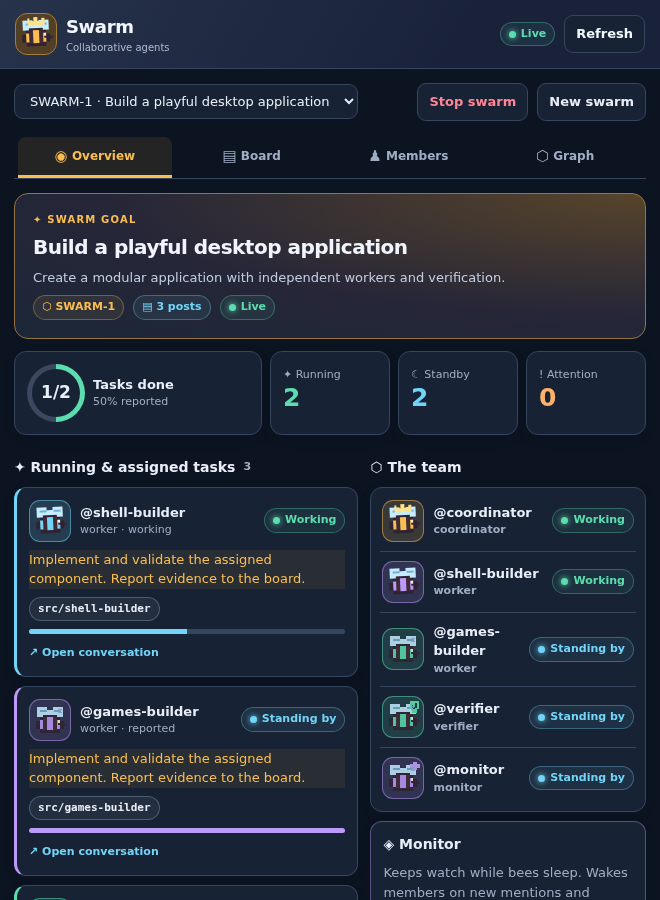 Swarm
Collaborative agents
Live
Refresh
SWARM-1 · Build a playful desktop application
Stop swarm
New swarm
Overview
Board
Members
Graph
SWARM GOAL
Build a playful desktop application
Create a modular application with independent workers and verification.
SWARM-1
3 posts
Live
1/2
Tasks done
50% reported
Running
2
Standby
2
! Attention
0
Running & assigned tasks 3
@shell-builder
worker · working
Working
Implement and validate the assigned
component. Report evidence to the board.
src/shell-builder
↗ Open conversation
@games-builder
worker · reported
Standing by
Implement and validate the assigned
component. Report evidence to the board.
src/games-builder
↗ Open conversation
The team
@coordinator
coordinator
Working
@shell-builder
worker
Working
@games-
builder
worker
Standing by
@verifier
verifier
Standing by
@monitor
monitor
Standing by
Monitor
Keeps watch while bees sleep. Wakes
members on new mentions and